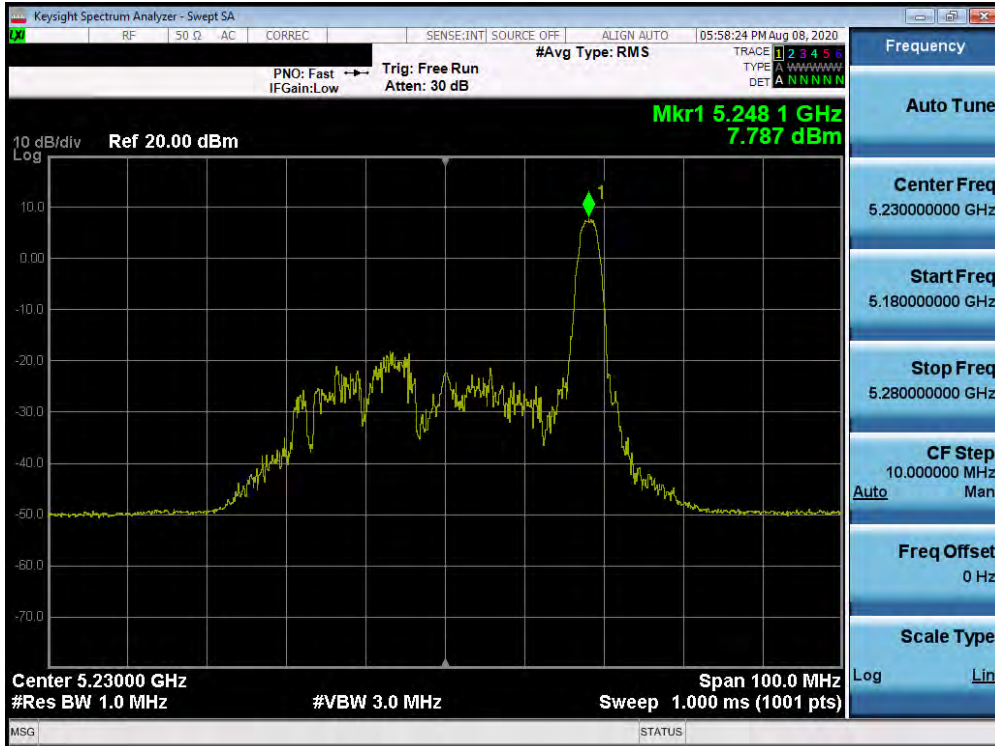 Keysight Spectrum Analyzer - Swept SA
LXI RF 50 Ω AC CORREC SENSE:INT SOURCE OFF ALIGN AUTO 05:58:24 PM Aug 08, 2020
#Avg Type: RMS
TRACE 1 2 3 4 5 6
PNO: Fast Trig: Free Run
TYPE A WWWWW
IFGain:Low Atten: 30 dB
DET A N N N N N
Mkr1 5.248 1 GHz
7.787 dBm
10 dB/div Ref 20.00 dBm
Log
1
10.0
0.00
-10.0
-20.0
-30.0
-40.0
-50.0
-60.0
-70.0
Center 5.23000 GHz Span 100.0 MHz
#Res BW 1.0 MHz #VBW 3.0 MHz Sweep 1.000 ms (1001 pts)
MSG STATUS
Frequency
Auto Tune
Center Freq
5.230000000 GHz
Start Freq
5.180000000 GHz
Stop Freq
5.280000000 GHz
CF Step
10.000000 MHz
Auto Man
Freq Offset
0 Hz
Scale Type
Log Lin